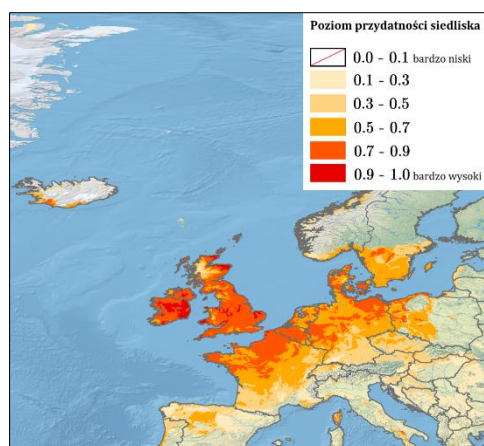 Poziom przydatności siedliska
0.0 - 0.1 bardzo niski
0.1 - 0.3
0.3 - 0.5
0.5 - 0.7
0.7 - 0.9
0.9 - 1.0 bardzo wysoki